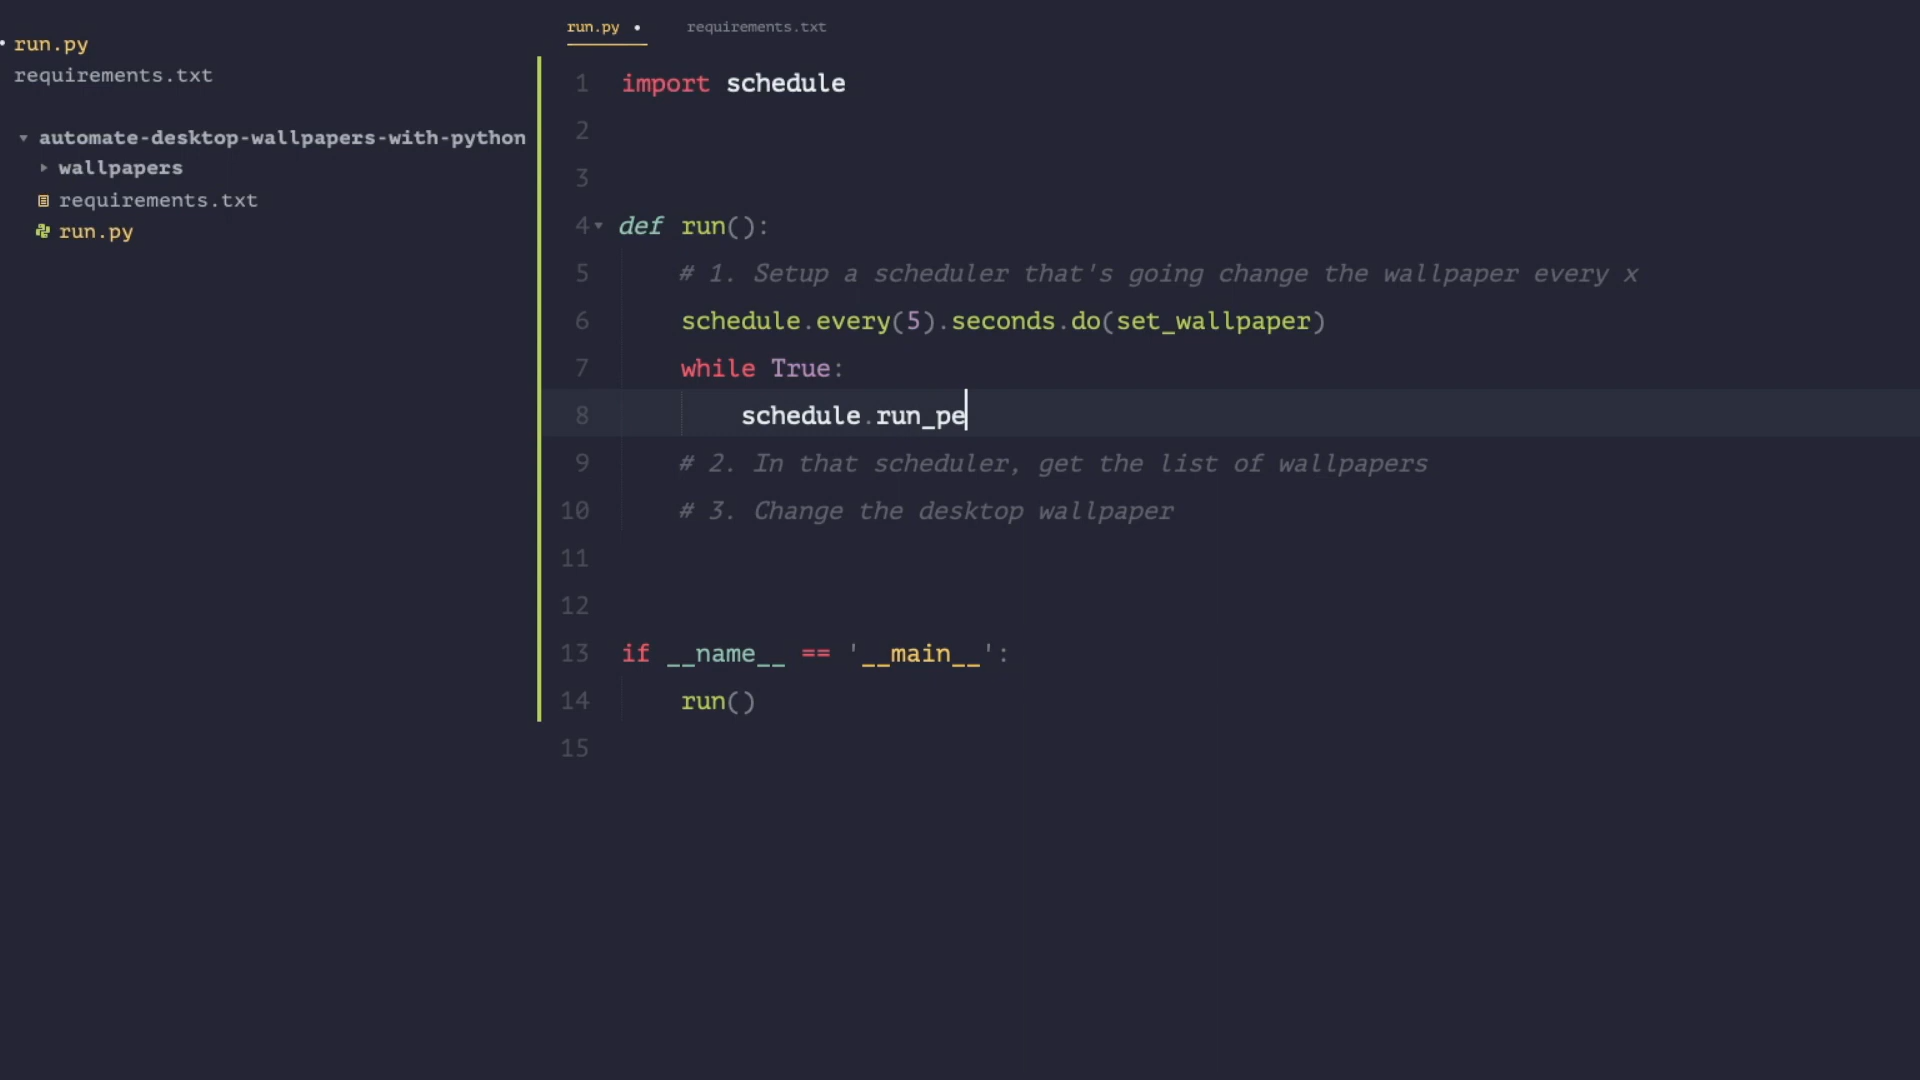 run.py
requirements.txt
automate-desktop-wallpapers-with-python
wallpapers
requirements.txt
run.py
run.py requirements.txt
1 import schedule
2
3
4 def run():
5 # 1. Setup a scheduler that's going change the wallpaper every x
6 schedule.every(5).seconds.do(set_wallpaper)
7 while True:
8 schedule.run_pe
9 # 2. In that scheduler, get the list of wallpapers
10 # 3. Change the desktop wallpaper
11
12
13 if __name__ == '__main__':
14 run()
15